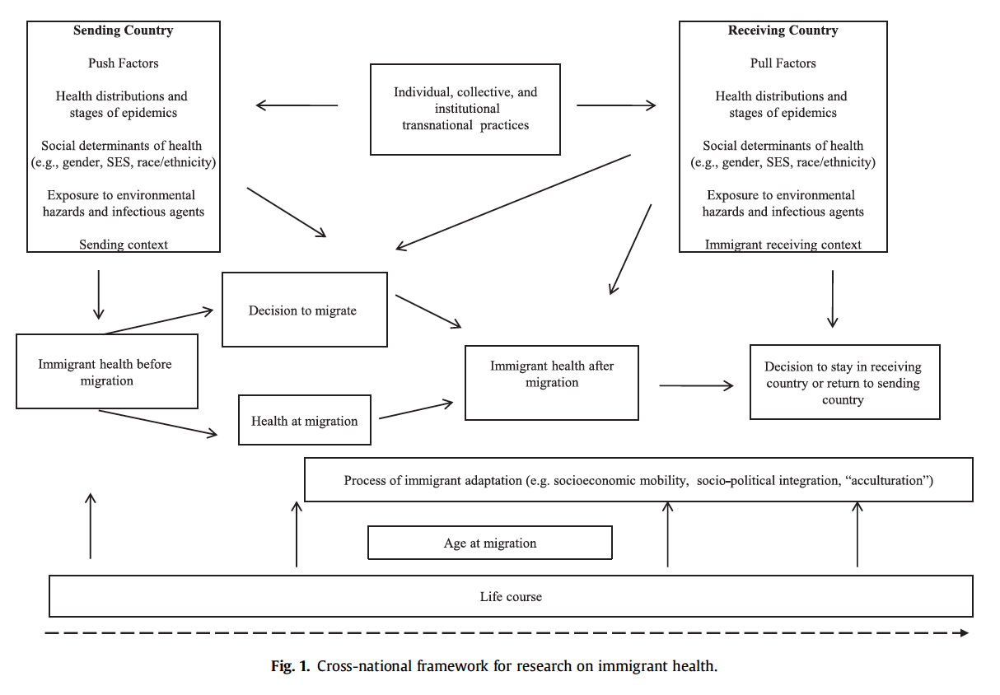 Sending Country
Push Factors
Health distributions and
stages of epidemics
Social determinants of health
(e.g., gender, SES, race/ethnicity)
Exposure to environmental
hazards and infectious agents
Sending context
Individual, collective, and
institutional
transnational practices
Receiving Country
Pull Factors
Health distributions and
stages of epidemics
Social determinants of health
(e.g., gender, SES, race/ethnicity)
Exposure to environmental
hazards and infectious agents
Immigrant receiving context
Decision to migrate
Immigrant health before
migration
Health at migration
Immigrant health after
migration
Decision to stay in receiving
country or return to sending
country
Process of immigrant adaptation (e.g. socioeconomic mobility, socio-political integration, “acculturation”)
Age at migration
Life course
Fig. 1. Cross-national framework for research on immigrant health.